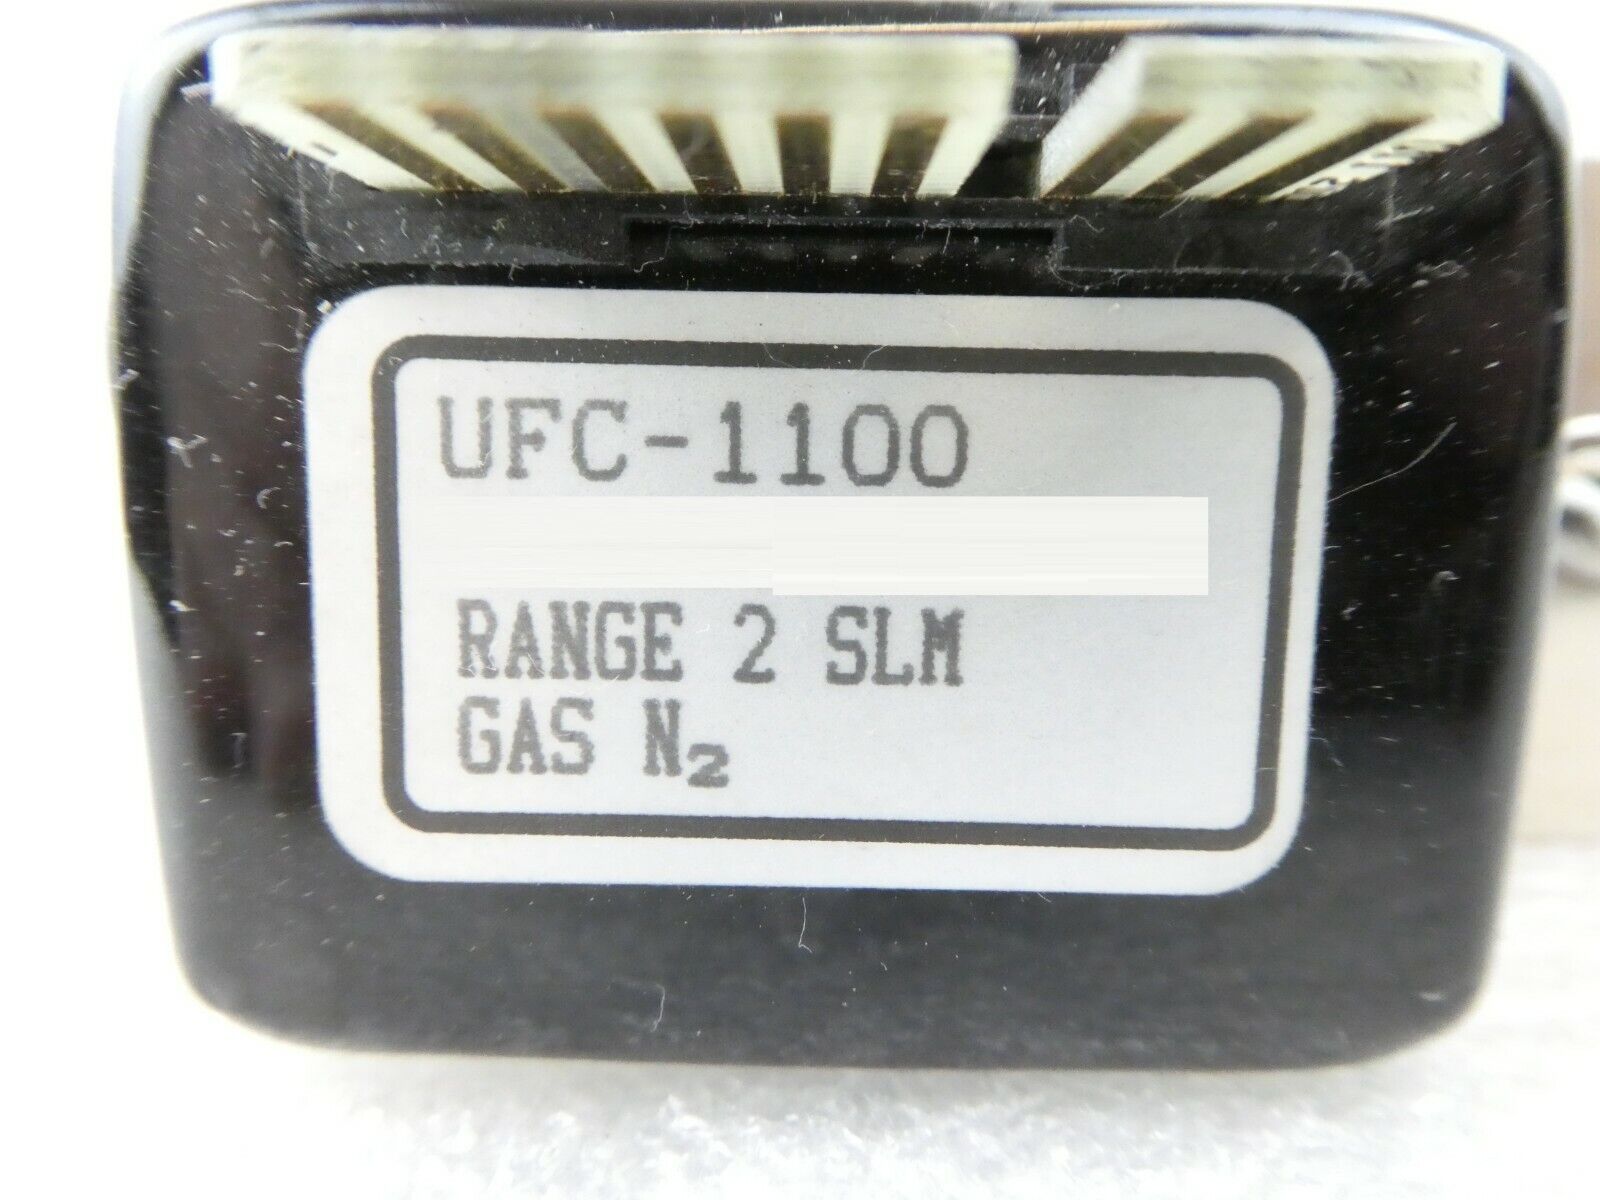 UFC-1100
RANGE 2 SLM
GAS N₂